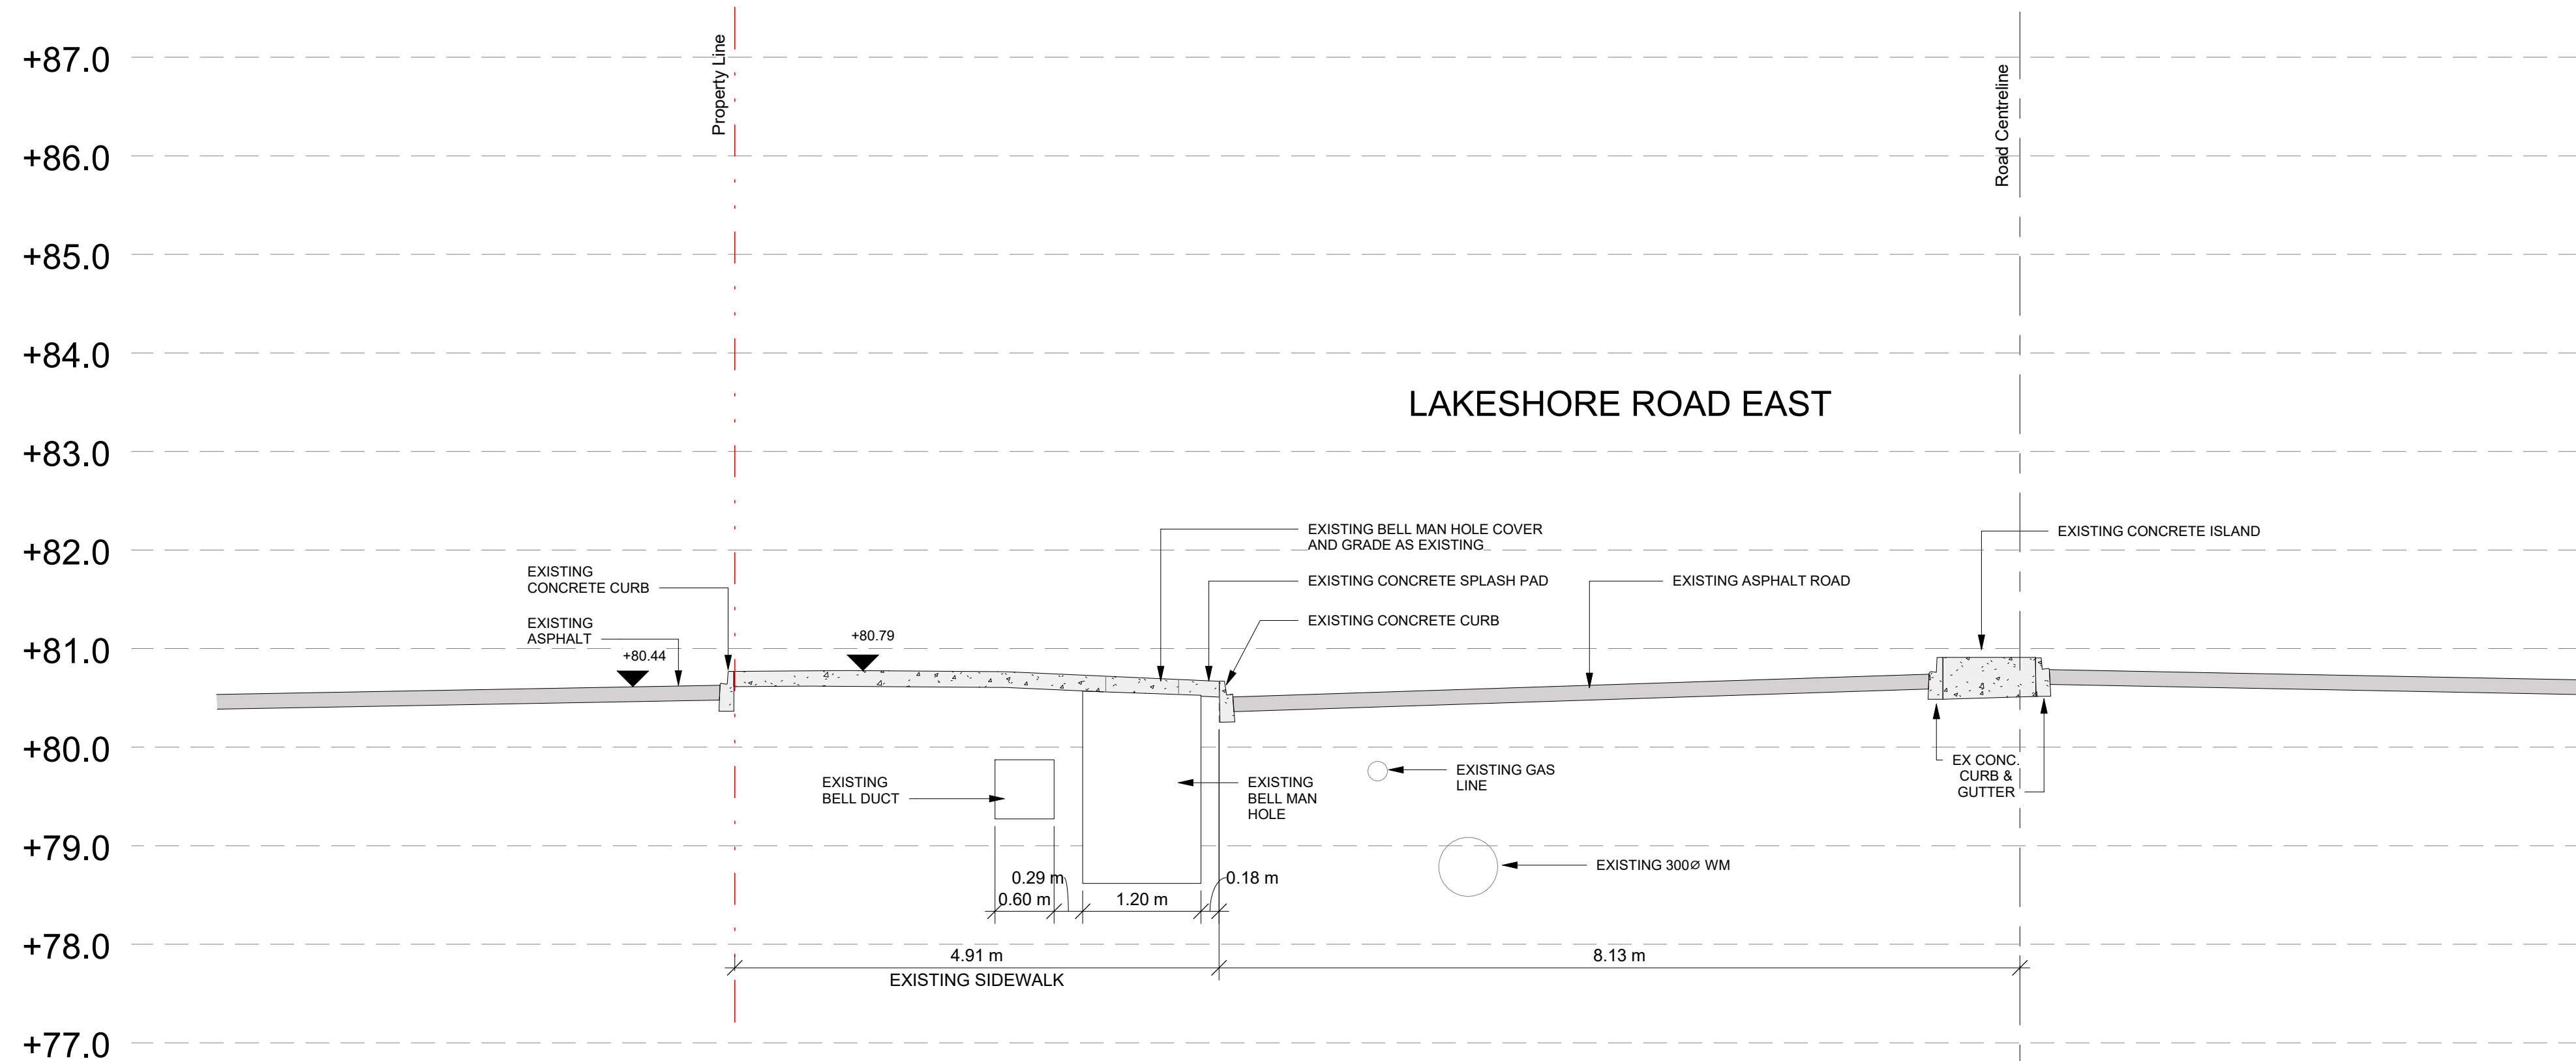 +87.0
Property Line
Road Centreline
+86.0
+85.0
+84.0
LAKESHORE ROAD EAST
+83.0
+82.0
EXISTING BELL MAN HOLE COVER
AND GRADE AS EXISTING
EXISTING CONCRETE ISLAND
EXISTING
CONCRETE CURB
EXISTING CONCRETE SPLASH PAD
EXISTING ASPHALT ROAD
EXISTING
ASPHALT
EXISTING CONCRETE CURB
+80.79
+81.0
+80.44
+80.0
EXISTING
BELL DUCT
EXISTING
BELL MAN
HOLE
EXISTING GAS
LINE
EX CONC.
CURB &
GUTTER
+79.0
EXISTING 300∅ WM
0.29 m
0.18 m
0.60 m
1.20 m
+78.0
4.91 m
8.13 m
EXISTING SIDEWALK
+77.0